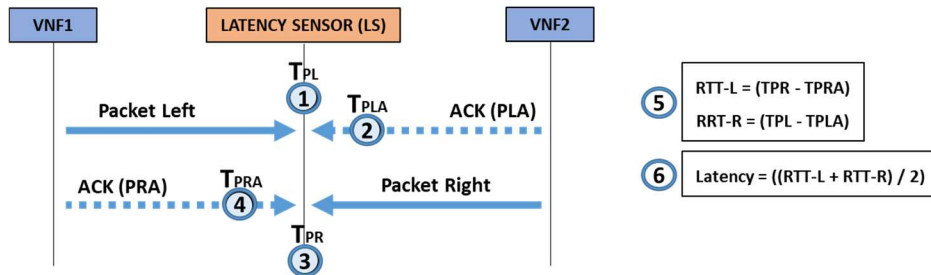 VNF1
LATENCY SENSOR (LS)
VNF2
TPL
1
Packet Left
TPLA
2
ACK (PLA)
ACK (PRA)
TPRA
4
Packet Right
TPR
3
5
RTT-L = (TPR - TPRA)
RRT-R = (TPL - TPLA)
6
Latency = ((RTT-L + RTT-R) / 2)